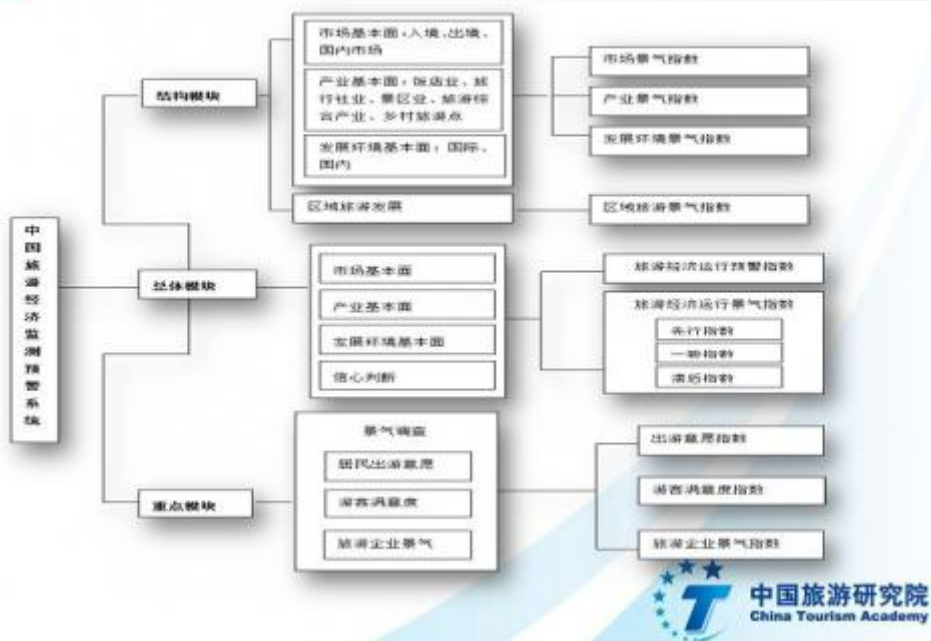 中国旅游经济监测预警系统
结构模块
市场基本面：入境、出境、
国内市场
产业基本面：饭店业、旅
行社业、景区业、旅游综
合产业、乡村旅游点
发展环境基本面：国际、
国内
区域旅游发展
市场景气指数
产业景气指数
发展环境景气指数
区域旅游景气指数
总体模块
市场基本面
产业基本面
发展环境基本面
信心判断
旅游经济运行预警指数
旅游经济运行景气指数
先行指数
一致指数
滞后指数
重点模块
景气调查
居民出游意愿
游客满意度
旅游企业景气
出游意愿指数
游客满意度指数
旅游企业景气指数
中国旅游研究院
China Tourism Academy